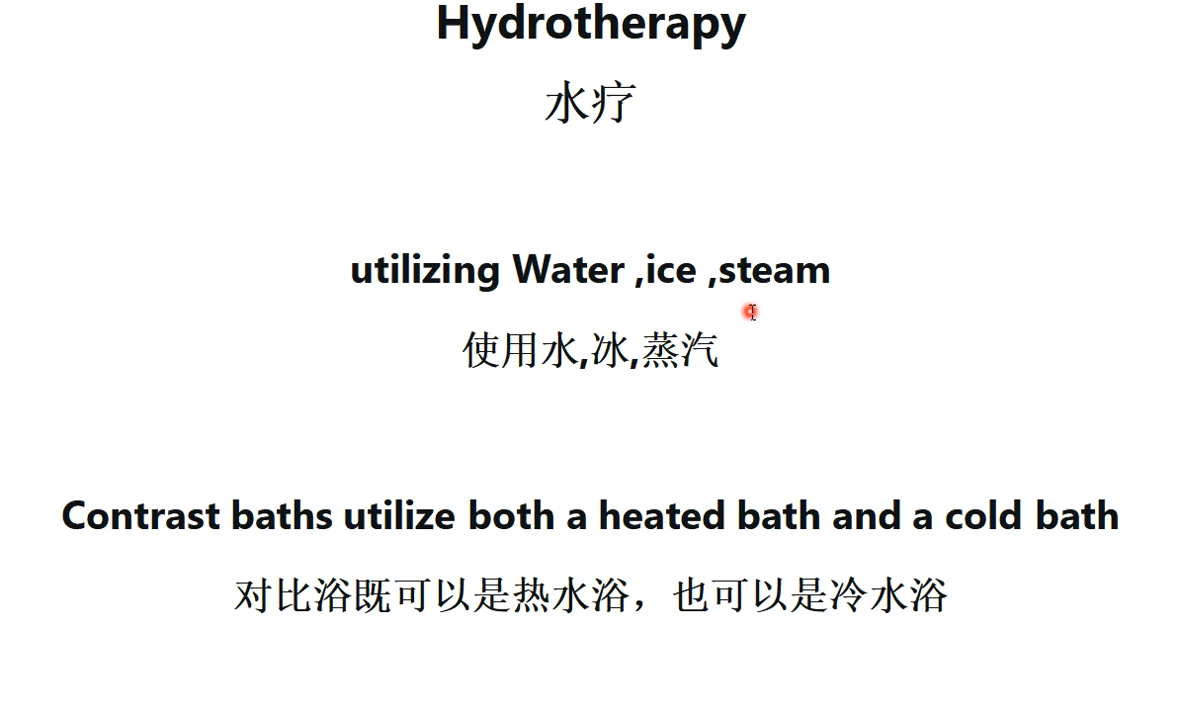 Hydrotherapy
水疗
utilizing Water ,ice ,steam
使用水,冰,蒸汽
Contrast baths utilize both a heated bath and a cold bath
对比浴既可以是热水浴，也可以是冷水浴